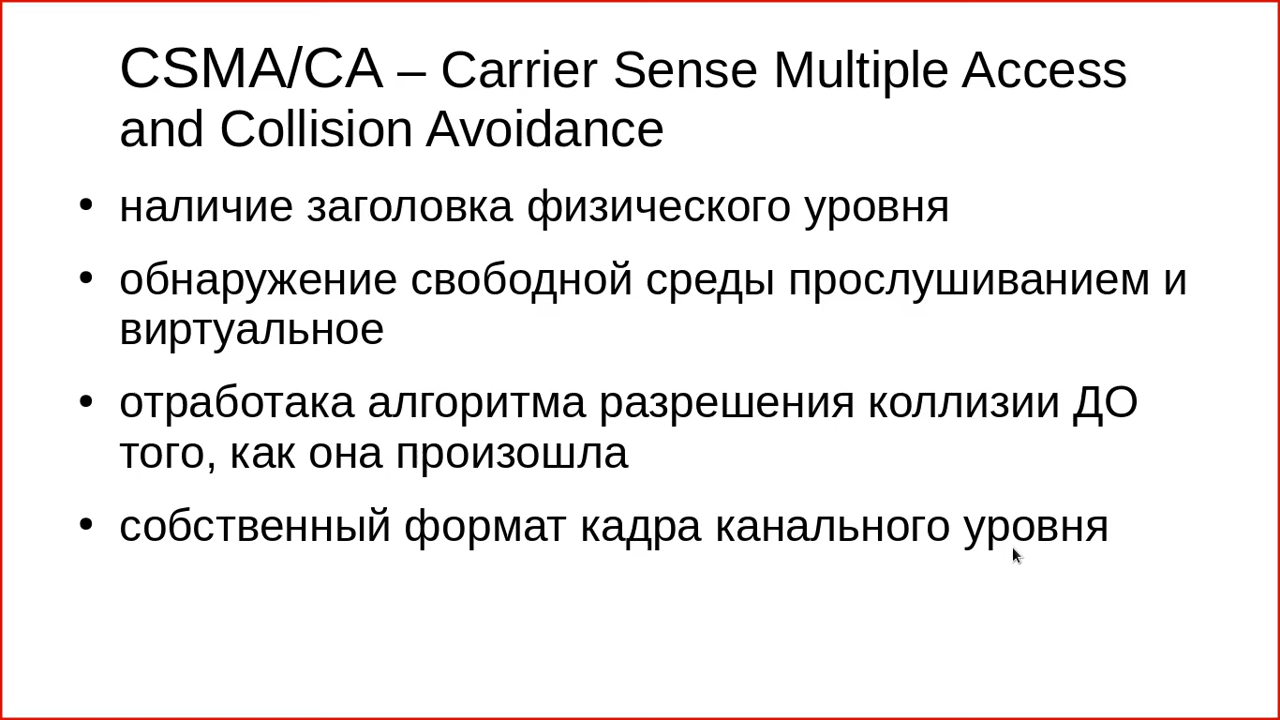 CSMA/CA – Carrier Sense Multiple Access
and Collision Avoidance
• наличие заголовка физического уровня
• обнаружение свободной среды прослушиванием и
виртуальное
• отработака алгоритма разрешения коллизии ДО
того, как она произошла
• собственный формат кадра канального уровня